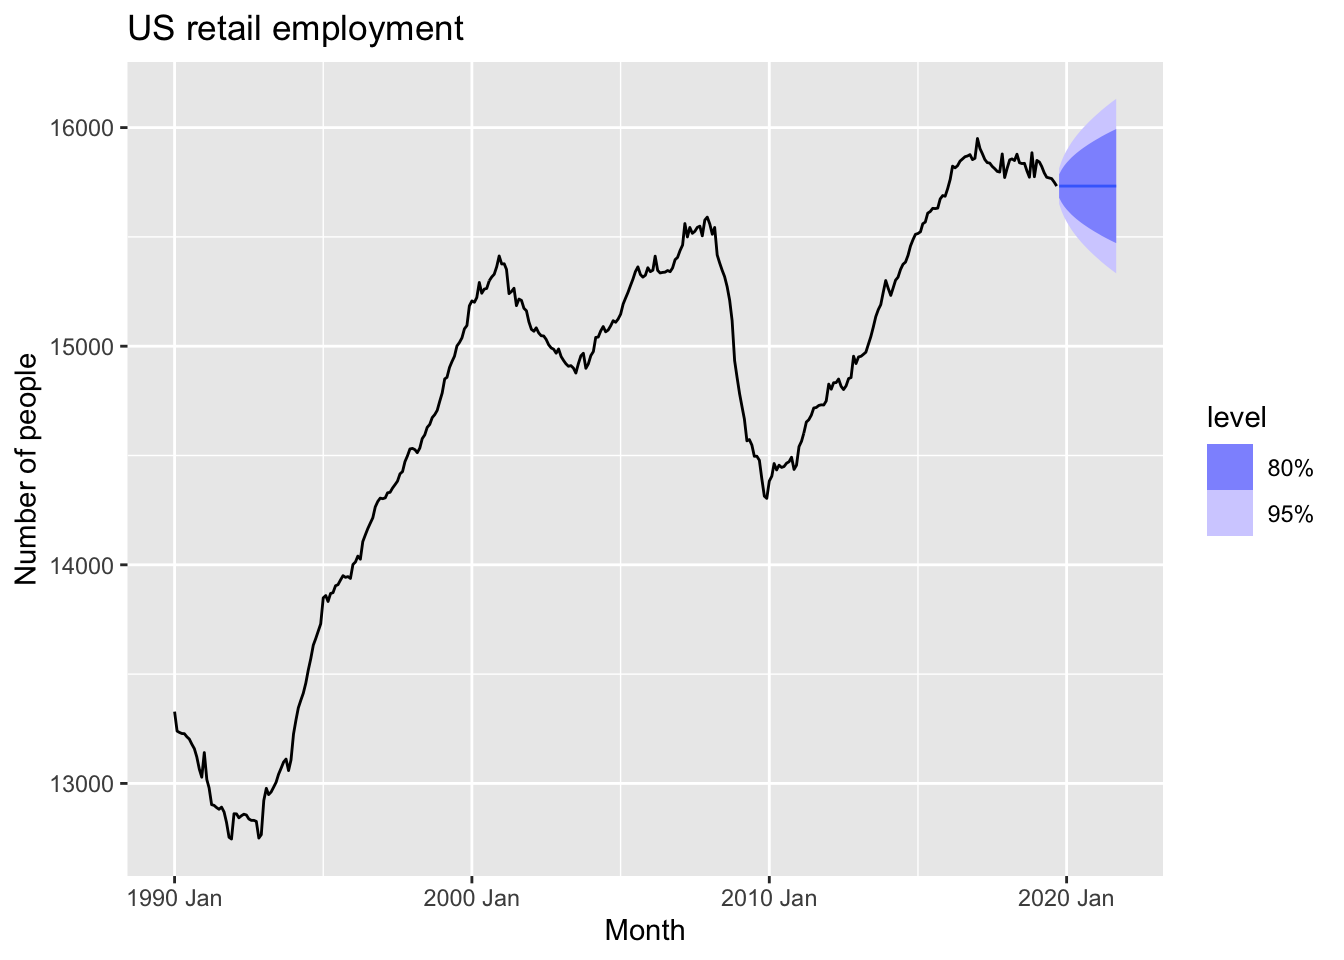 US retail employment
16000
15000
14000
13000
Number of people
1990 Jan
2000 Jan
2010 Jan
2020 Jan
Month
level
80%
95%